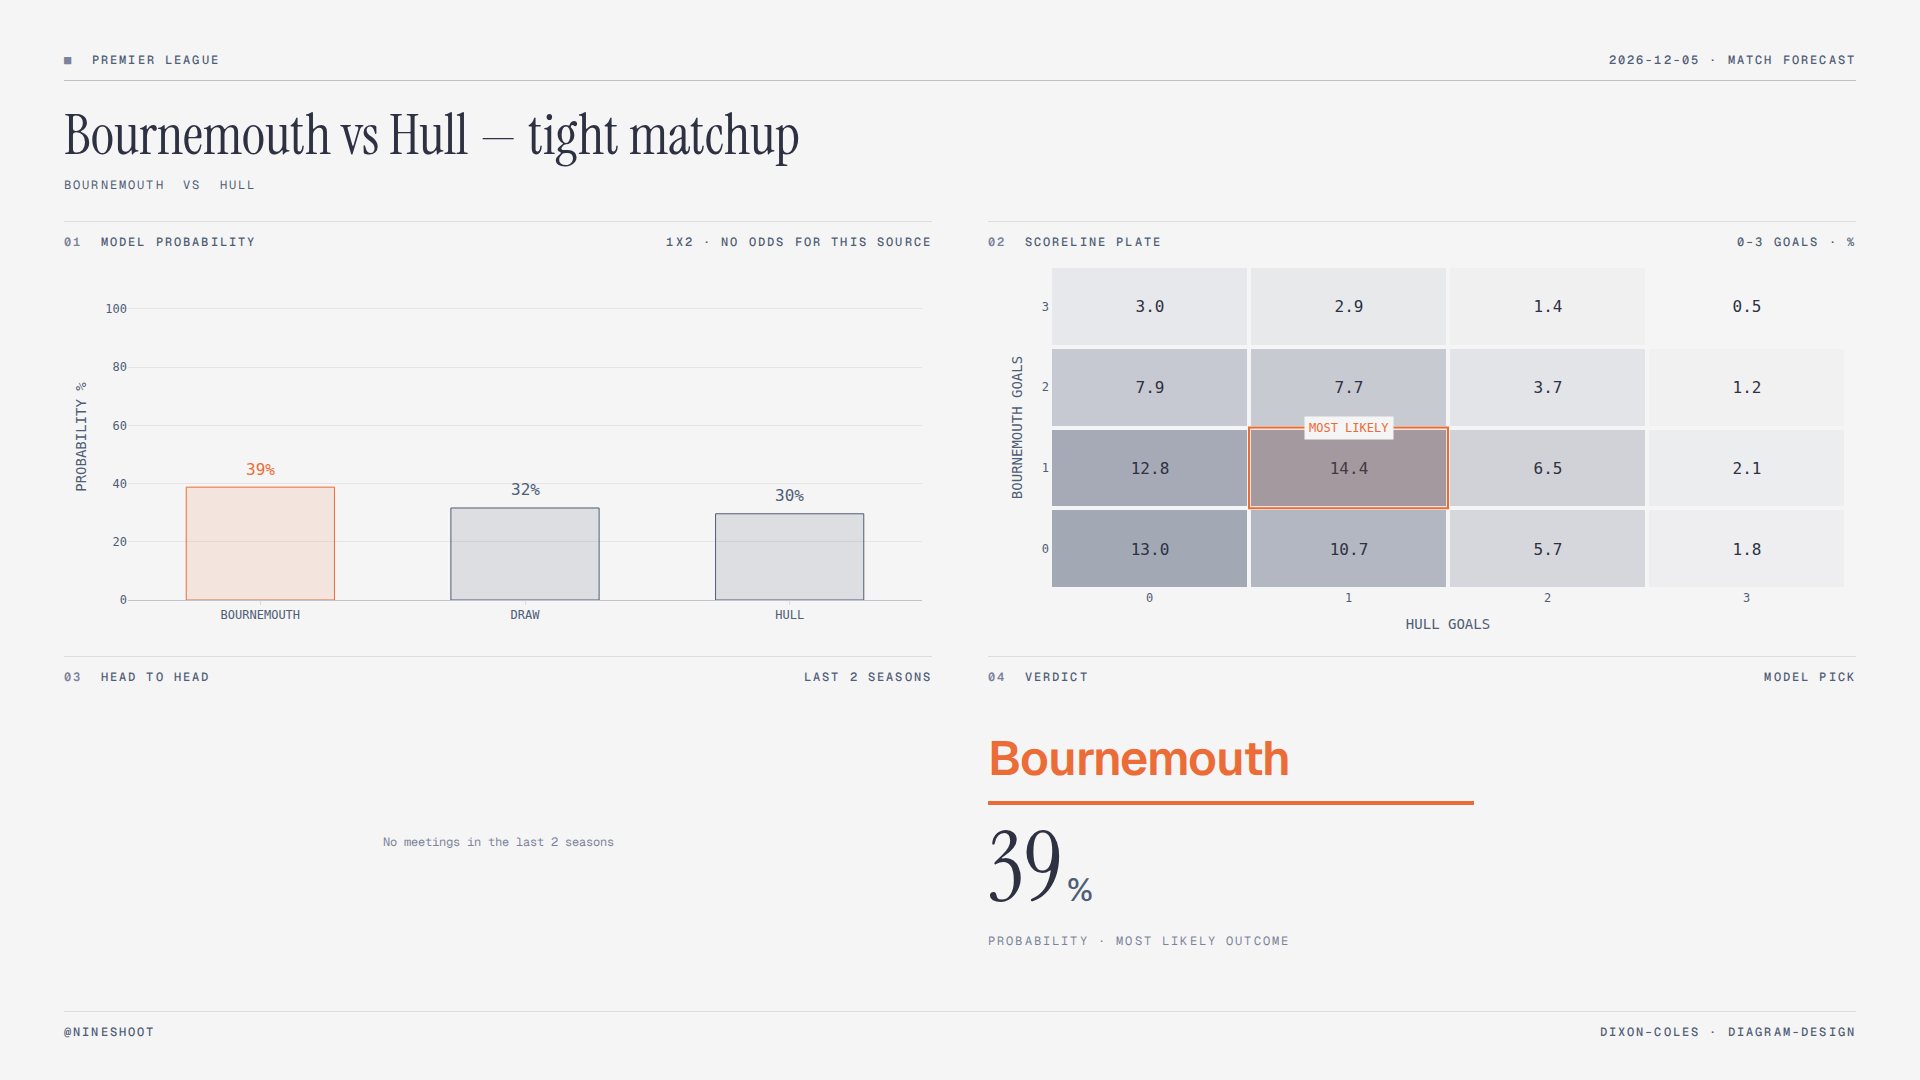 PREMIER LEAGUE
2026-12-05 · MATCH FORECAST
Bournemouth vs Hull — tight matchup
BOURNEMOUTH VS HULL
01 MODEL PROBABILITY
1X2 · NO ODDS FOR THIS SOURCE
PROBABILITY %
100
80
60
40
20
0
39%
32%
30%
BOURNEMOUTH
DRAW
HULL
02 SCORELINE PLATE
0–3 GOALS · %
BOURNEMOUTH GOALS
3 3.0 2.9 1.4 0.5
2 7.9 7.7 3.7 1.2
MOST LIKELY
1 12.8 14.4 6.5 2.1
0 13.0 10.7 5.7 1.8
0 1 2 3
HULL GOALS
03 HEAD TO HEAD
LAST 2 SEASONS
No meetings in the last 2 seasons
04 VERDICT
MODEL PICK
Bournemouth
39%
PROBABILITY · MOST LIKELY OUTCOME
@NINESHOOT
DIXON-COLES · DIAGRAM-DESIGN